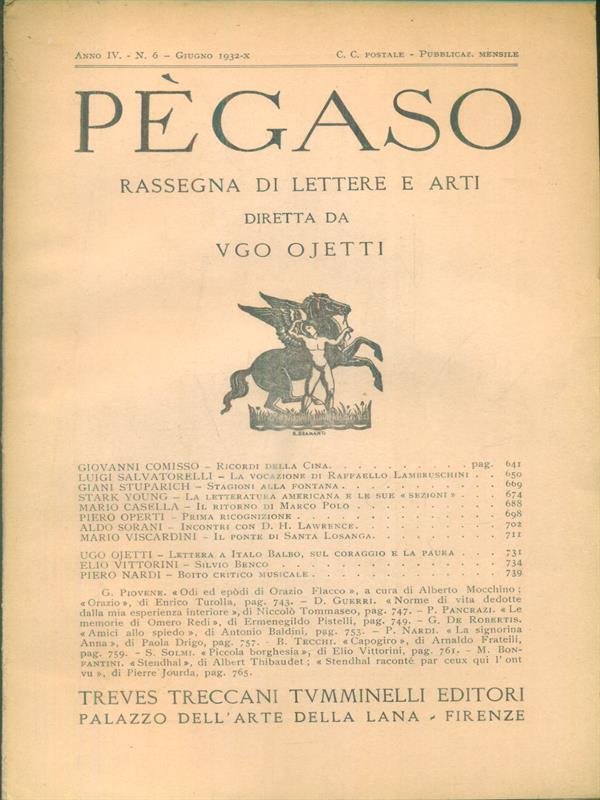 ANNO IV. - N. 6 – GIUGNO 1932-X C. C. POSTALE - PUBBLICAZ. MENSILE
PÈGASO
RASSEGNA DI LETTERE E ARTI
DIRETTA DA
VGO OJETTI
GIOVANNI COMISSO – RICORDI DELLA CINA . . . . . . . . . . pag. 641
LUIGI SALVATORELLI – LA VOCAZIONE DI RAFFAELLO LAMBRUSCHINI . . 650
GIANI STUPARICH – STAGIONI ALLA FONTANA . . . . . . . . . . 669
STARK YOUNG – LA LETTERATURA AMERICANA E LE SUE « SEZIONI » . . . 674
MARIO CASELLA – IL RITORNO DI MARCO POLO . . . . . . . . . 688
PIERO OPERTI – PRIMA RICOGNIZIONE . . . . . . . . . . . . 698
ALDO SORANI – INCONTRI CON D. H. LAWRENCE . . . . . . . . . 702
MARIO VISCARDINI – IL PONTE DI SANTA LOSANGA . . . . . . . . 711
UGO OJETTI – LETTERA A ITALO BALBO, SUL CORAGGIO E LA PAURA . . . 731
ELIO VITTORINI – SILVIO BENCO . . . . . . . . . . . . . 734
PIERO NARDI – BOITO CRITICO MUSICALE . . . . . . . . . . . 739
G. PIOVENE. « Odi ed epòdi di Orazio Flacco », a cura di Alberto Mocchino ;
« Orazio », di Enrico Turolla, pag. 743. – D. GUERRI. « Norme di vita dedotte
dalla mia esperienza interiore », di Niccolò Tommaseo, pag. 747. – P. PANCRAZI. « Le
memorie di Omero Redi », di Ermenegildo Pistelli, pag. 749. – G. DE ROBERTIS.
« Amici allo spiedo », di Antonio Baldini, pag. 753. – P. NARDI. « La signorina
Anna », di Paola Drigo, pag. 757. - B. TECCHI. « Capogiro », di Arnaldo Fratelli,
pag. 759. – S. SOLMI. « Piccola borghesia », di Elio Vittorini, pag. 761. – M. BON-
FANTINI. « Stendhal », di Albert Thibaudet ; « Stendhal raconté par ceux qui l' ont
vu », di Pierre Jourda, pag. 765.
TREVES TRECCANI TVMMINELLI EDITORI
PALAZZO DELL'ARTE DELLA LANA - FIRENZE